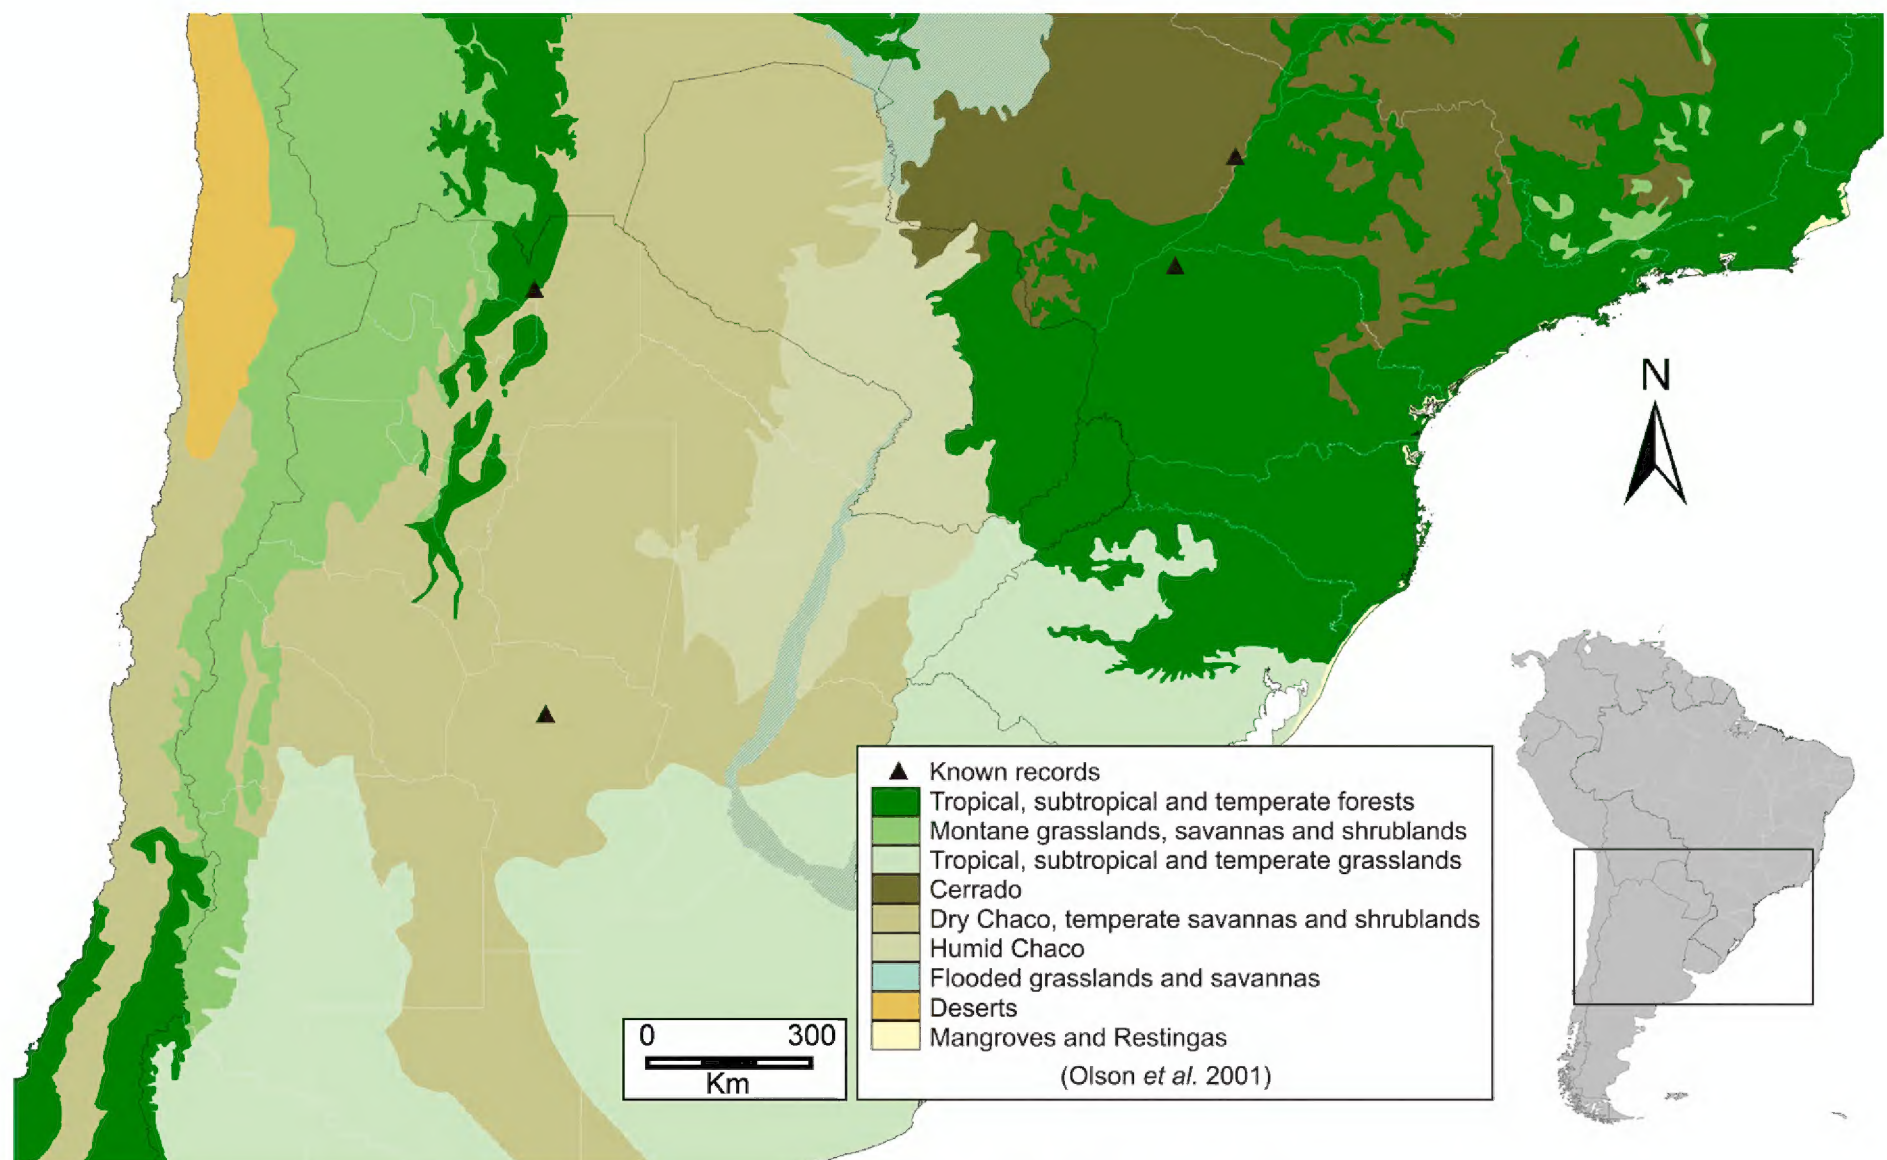 N
Known records
Tropical, subtropical and temperate forests
Montane grasslands, savannas and shrublands
Tropical, subtropical and temperate grasslands
Cerrado
Dry Chaco, temperate savannas and shrublands
Humid Chaco
Flooded grasslands and savannas
Deserts
Mangroves and Restingas
(Olson et al. 2001)
0 300
Km